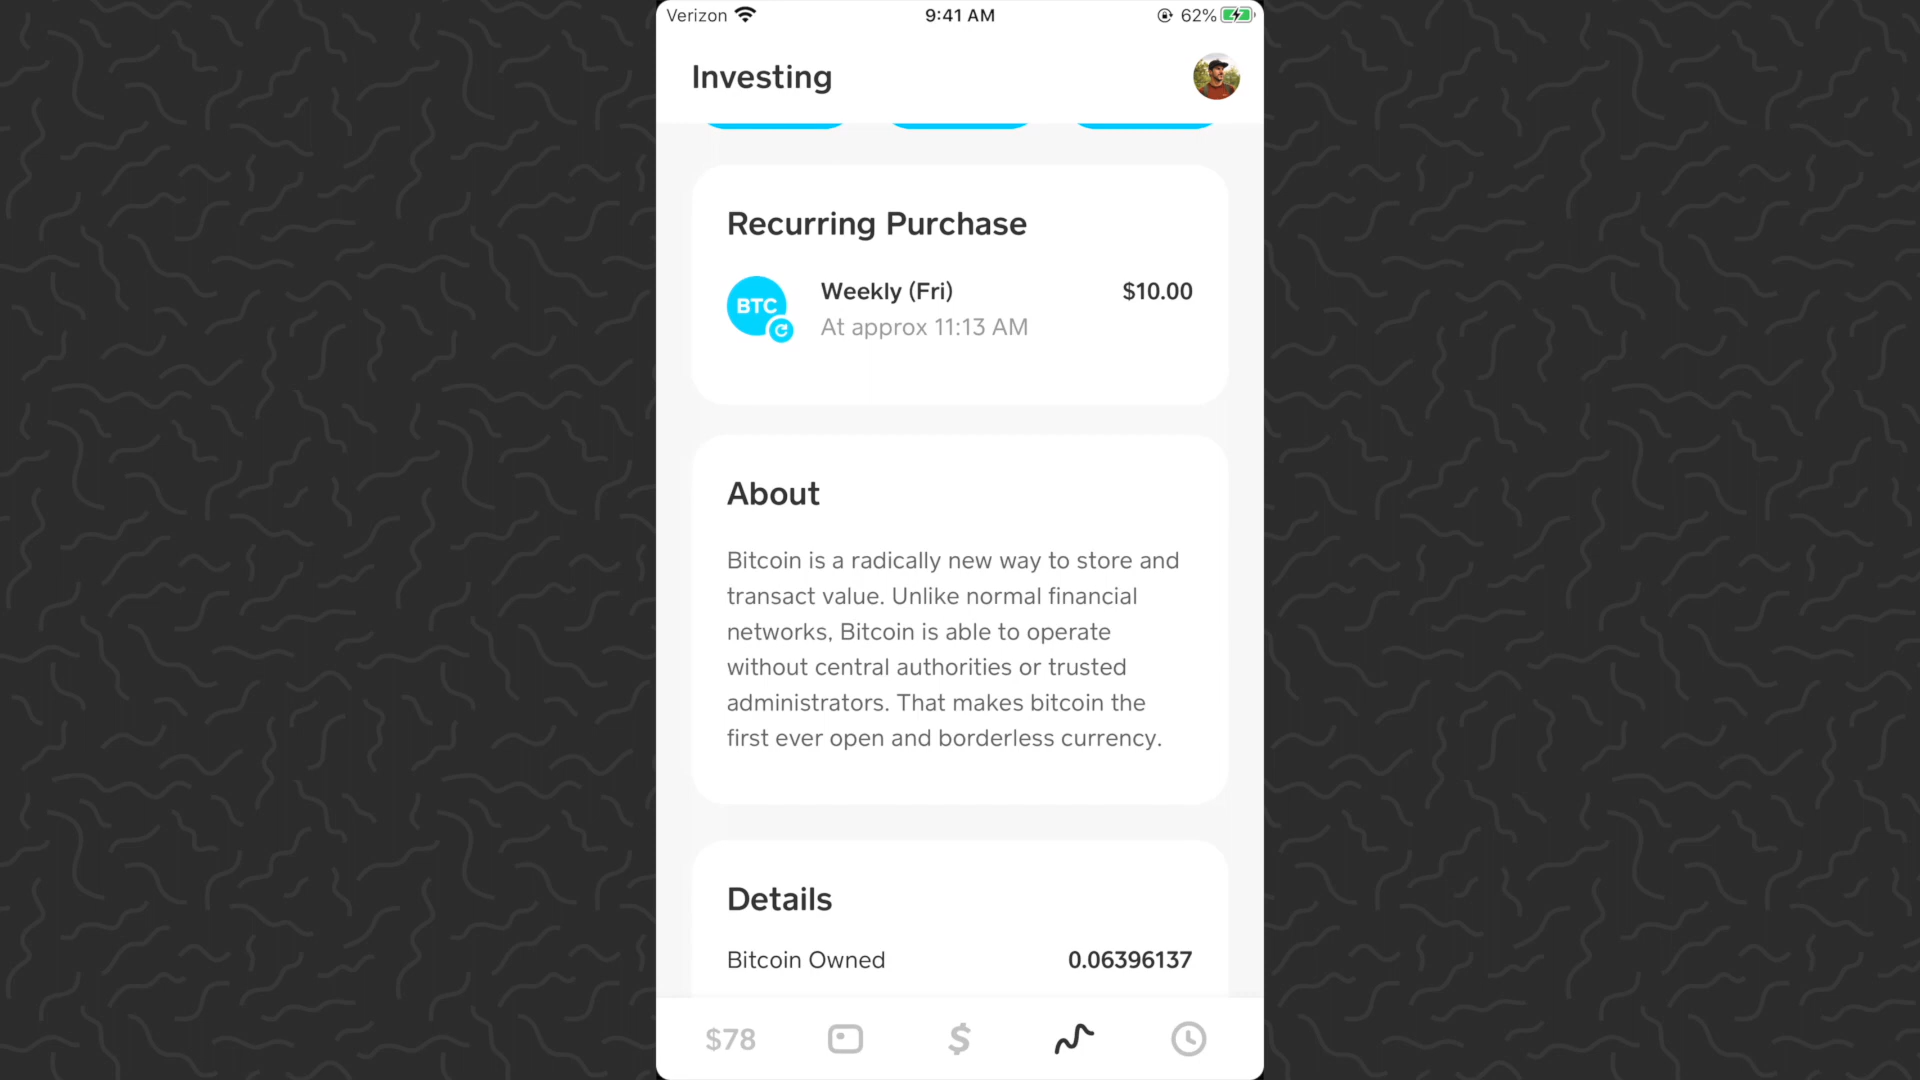 Verizon 9:41 AM 62%
Investing
Recurring Purchase
BTC Weekly (Fri) $10.00
At approx 11:13 AM
About
Bitcoin is a radically new way to store and
transact value. Unlike normal financial
networks, Bitcoin is able to operate
without central authorities or trusted
administrators. That makes bitcoin the
first ever open and borderless currency.
Details
Bitcoin Owned 0.06396137
$78 $